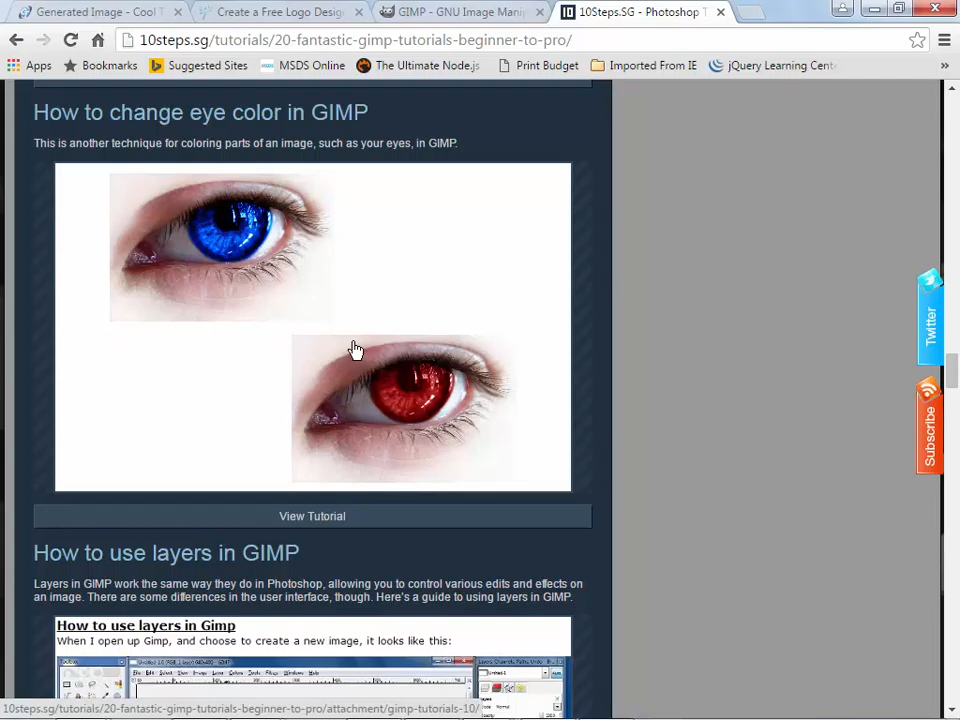 Generated Image - Cool T
Create a Free Logo Desig
GIMP - GNU Image Mani
10Steps.SG - Photoshop T
10steps.sg/tutorials/20-fantastic-gimp-tutorials-beginner-to-pro/
Apps Bookmarks Suggested Sites MSDS Online The Ultimate Node.js Print Budget Imported From IE jQuery Learning Cente »
How to change eye color in GIMP
This is another technique for coloring parts of an image, such as your eyes, in GIMP.
Twitter
Subscribe
View Tutorial
How to use layers in GIMP
Layers in GIMP work the same way they do in Photoshop, allowing you to control various edits and effects on
an image. There are some differences in the user interface, though. Here's a guide to using layers in GIMP.
How to use layers in Gimp
When I open up Gimp, and choose to create a new image, it looks like this:
10steps.sg/tutorials/20-fantastic-gimp-tutorials-beginner-to-pro/attachment/gimp-tutorials-10/